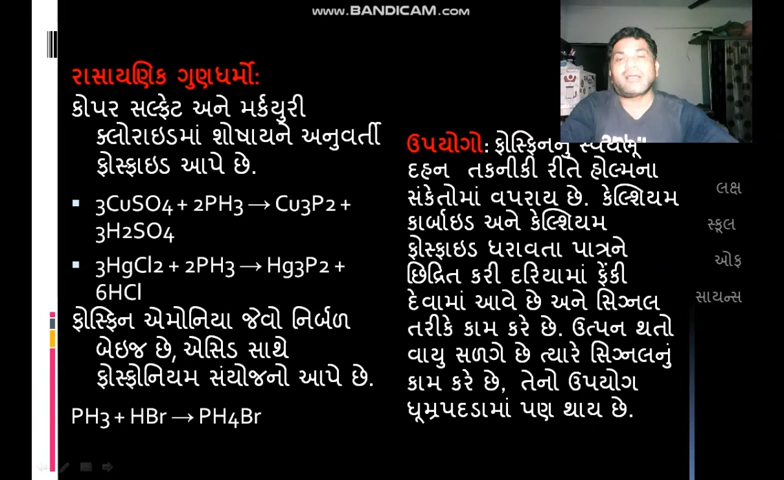 www.BANDICAM.com
રાસાયણિક ગુણધર્મો:
કોપર સલ્ફેટ અને મર્ક્યુરી
ક્લોરાઇડમાં શોષાયને અનુવર્તી
ફોસ્ફાઇડ આપે છે.
3CuSO4 + 2PH3 → Cu3P2 +
3H2SO4
3HgCl2 + 2PH3 → Hg3P2 +
6HCl
ફોસ્ફિન એમોનિયા જેવો નિર્બળ
બેઇજ છે, એસિડ સાથે
ફોસ્ફોનિયમ સંયોજનો આપે છે.
PH3 + HBr → PH4Br
ઉપયોગો: ફોસ્ફિનનું
દહન તકનીકી રીતે હોલ્મના
સંકેતોમાં વપરાય છે. કેલ્શિયમ
કાર્બાઇડ અને કેલ્શિયમ
ફોસ્ફાઇડ ધરાવતા પાત્રને
છિદ્રિત કરી દરિયામાં ફેંકી
દેવામાં આવે છે અને સિગ્નલ
તરીકે કામ કરે છે. ઉત્પન થતો
વાયુ સળગે છે ત્યારે સિગ્નલનું
કામ કરે છે, તેનો ઉપયોગ
ધૂમ્રપદડામાં પણ થાય છે.
લક્ષ
સ્કૂલ
ઓફ
સાયન્સ